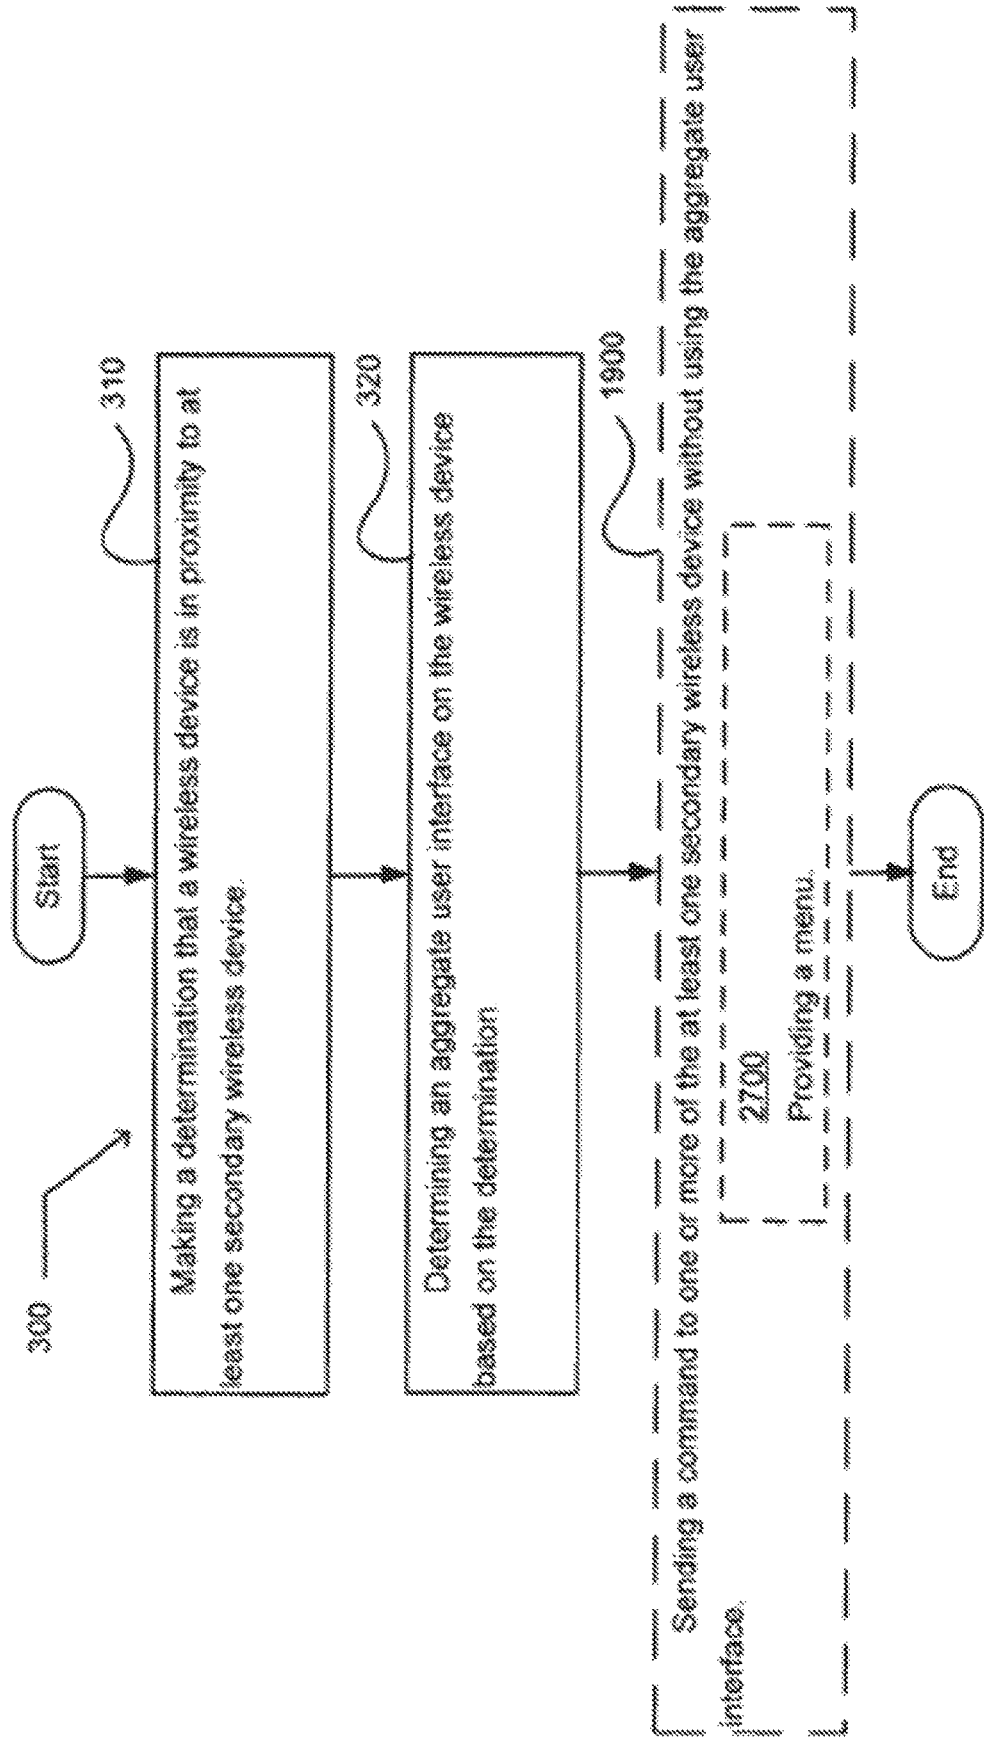 300
Start
310
Making a determination that a wireless device is in proximity to at
least one secondary wireless device.
320
Determining an aggregate user interface on the wireless device
based on the determination
1900
Sending a command to one or more of the at least one secondary wireless device without using the aggregate user
interface.
2700
Providing a menu.
End